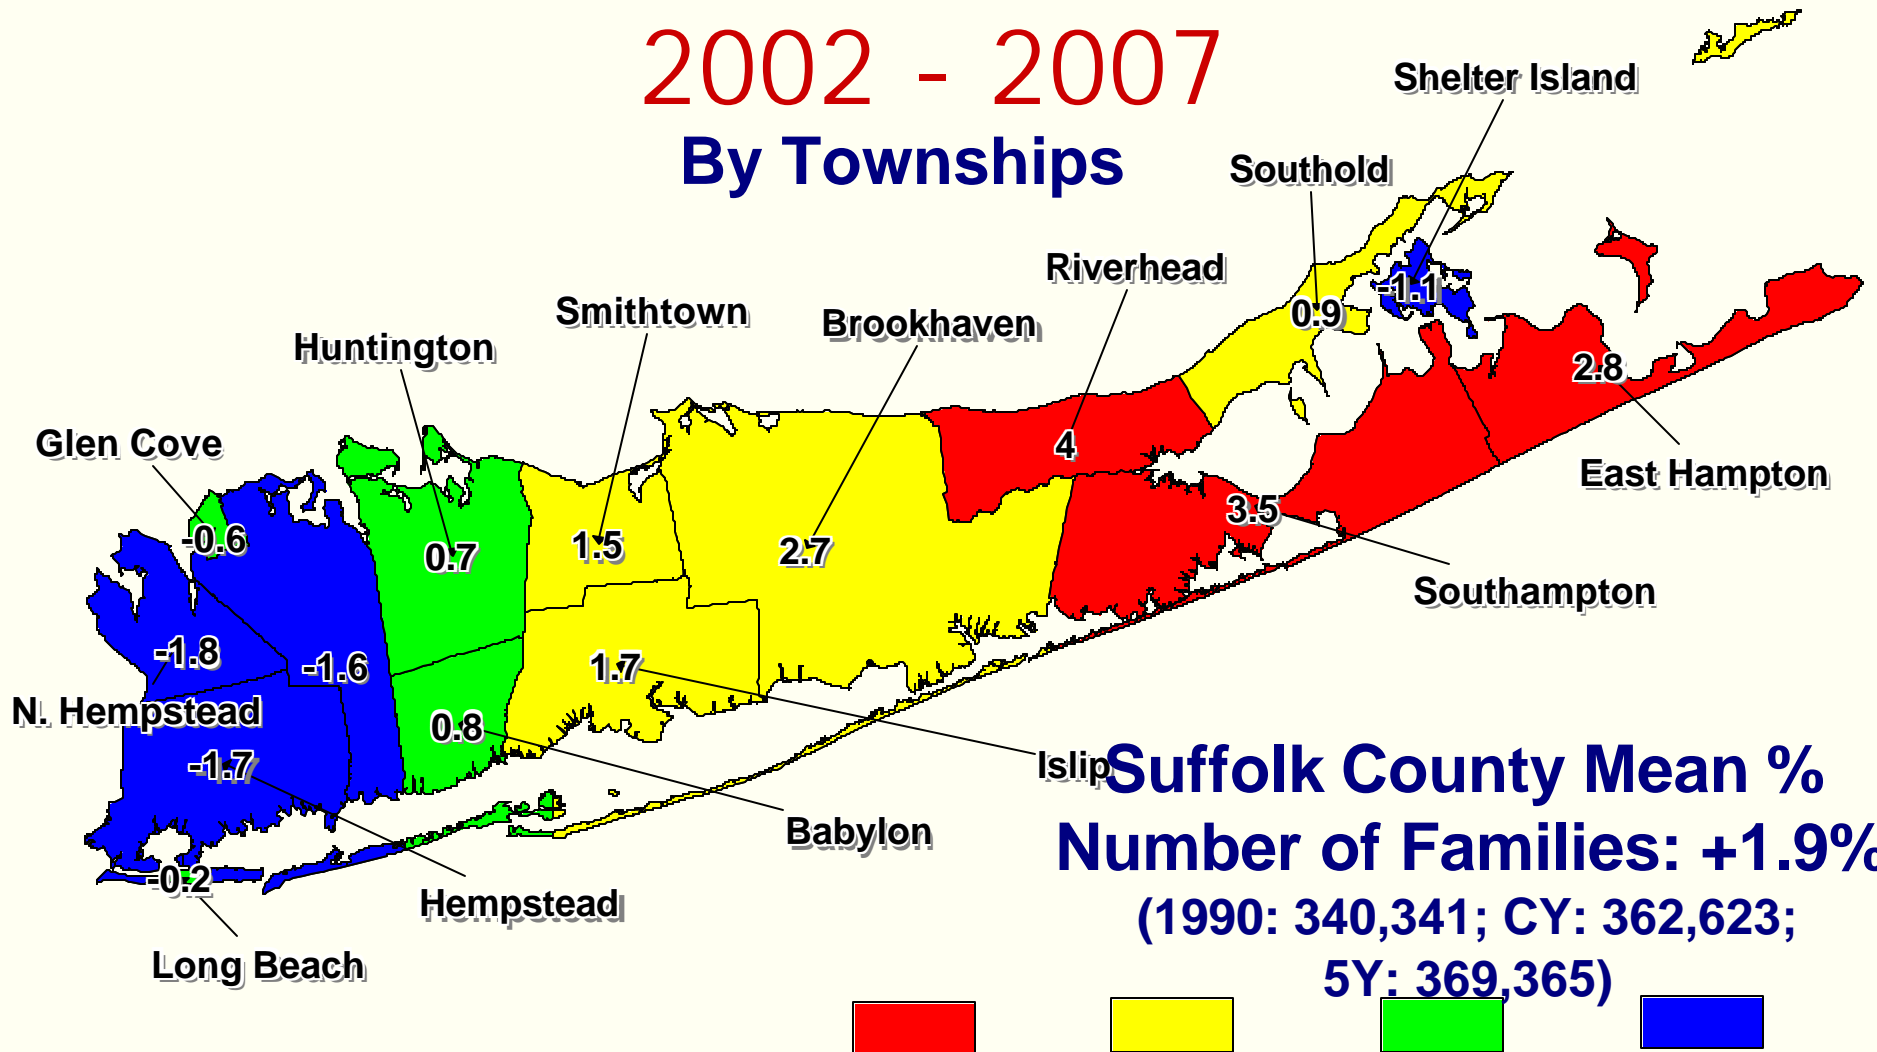 2002 - 2007
By Townships
Shelter Island
Southold
Riverhead
Smithtown
Brookhaven
Huntington
Glen Cove
-1.1
0.9
2.8
4
East Hampton
3.5
-0.6
0.7
1.5
2.7
Southampton
-1.8
-1.6
1.7
N. Hempstead
0.8
-1.7
Islip
Suffolk County Mean %
Babylon
Number of Families: +1.9%
-0.2
Hempstead
(1990: 340,341; CY: 362,623;
Long Beach
5Y: 369,365)